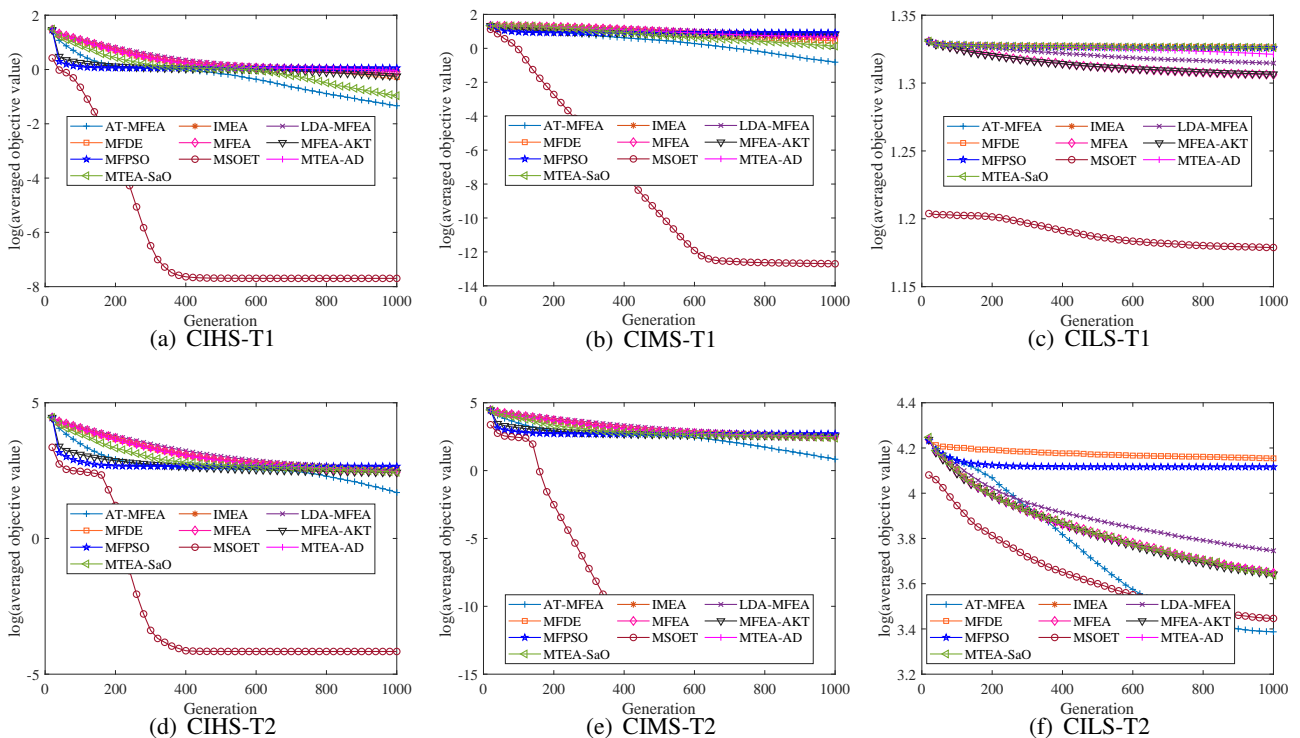 log(averaged objective value)
2
0
-2
-4
-6
-8
0 200 400 600 800 1000
Generation
AT-MFEA IMEA LDA-MFEA
MFDE MFEA MFEA-AKT
MFPSO MSOET MTEA-AD
MTEA-SaO
(a) CIHS-T1
log(averaged objective value)
2
0
-2
-4
-6
-8
-10
-12
-14
0 200 400 600 800 1000
Generation
AT-MFEA IMEA LDA-MFEA
MFDE MFEA MFEA-AKT
MFPSO MSOET MTEA-AD
MTEA-SaO
(b) CIMS-T1
log(averaged objective value)
1.35
1.3
1.25
1.2
1.15
0 200 400 600 800 1000
Generation
AT-MFEA IMEA LDA-MFEA
MFDE MFEA MFEA-AKT
MFPSO MSOET MTEA-AD
MTEA-SaO
(c) CILS-T1
log(averaged objective value)
5
0
-5
0 200 400 600 800 1000
Generation
AT-MFEA IMEA LDA-MFEA
MFDE MFEA MFEA-AKT
MFPSO MSOET MTEA-AD
MTEA-SaO
(d) CIHS-T2
log(averaged objective value)
5
0
-5
-10
-15
0 200 400 600 800 1000
Generation
AT-MFEA IMEA LDA-MFEA
MFDE MFEA MFEA-AKT
MFPSO MSOET MTEA-AD
MTEA-SaO
(e) CIMS-T2
log(averaged objective value)
4.4
4.2
4
3.8
3.6
3.4
3.2
0 200 400 600 800 1000
Generation
AT-MFEA IMEA LDA-MFEA
MFDE MFEA MFEA-AKT
MFPSO MSOET MTEA-AD
MTEA-SaO
(f) CILS-T2